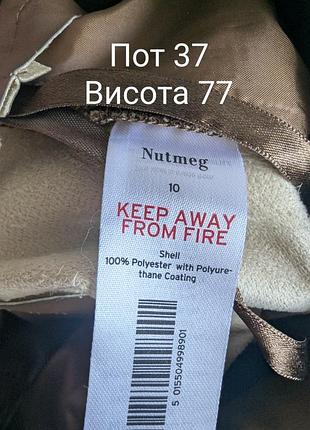 Пот 37
Висота 77
Nutmeg
10
KEEP AWAY
FROM FIRE
Shell
100% Polyester with Polyure-
thane Coating
5 015504998901